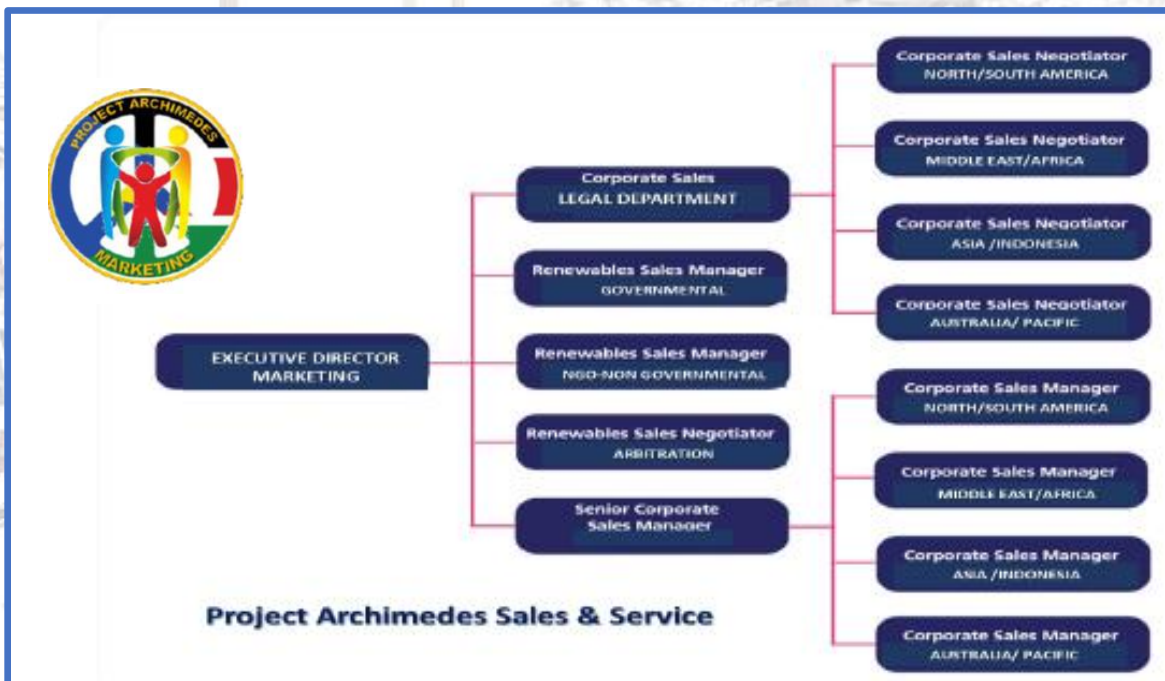 PROJECT ARCHIMEDES
MARKETING
EXECUTIVE DIRECTOR
MARKETING
Corporate Sales
LEGAL DEPARTMENT
Renewables Sales Manager
GOVERNMENTAL
Renewables Sales Manager
NGO-NON GOVERNMENTAL
Renewables Sales Negotiator
ARBITRATION
Senior Corporate
Sales Manager
Corporate Sales Negotiator
NORTH/SOUTH AMERICA
Corporate Sales Negotiator
MIDDLE EAST/AFRICA
Corporate Sales Negotiator
ASIA /INDONESIA
Corporate Sales Negotiator
AUSTRALIA/ PACIFIC
Corporate Sales Manager
NORTH/SOUTH AMERICA
Corporate Sales Manager
MIDDLE EAST/AFRICA
Corporate Sales Manager
ASIA /INDONESIA
Corporate Sales Manager
AUSTRALIA/ PACIFIC
Project Archimedes Sales & Service